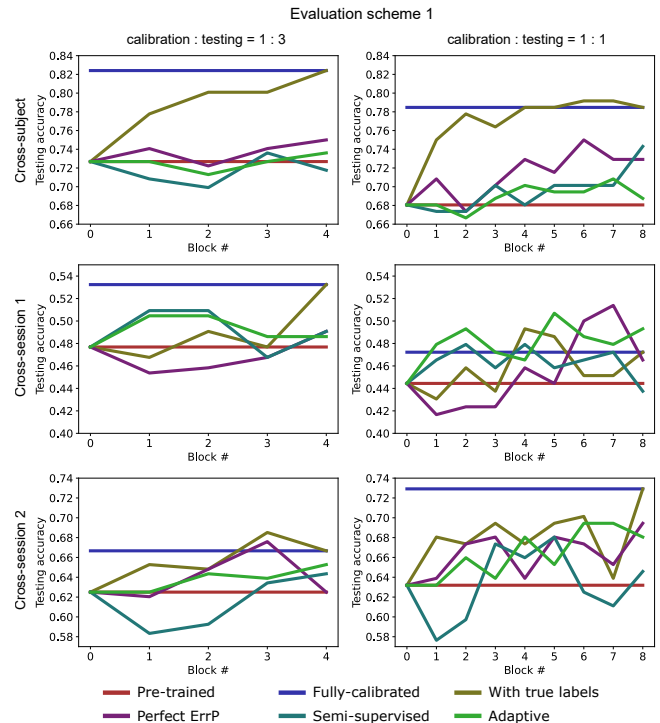 Evaluation scheme 1
calibration : testing = 1 : 3
calibration : testing = 1 : 1
Cross-subject
Testing accuracy
0.84
0.82
0.80
0.78
0.76
0.74
0.72
0.70
0.68
0.66
0 1 2 3 4
Block #
Testing accuracy
0.84
0.82
0.80
0.78
0.76
0.74
0.72
0.70
0.68
0.66
0 1 2 3 4 5 6 7 8
Block #
Cross-session 1
Testing accuracy
0.54
0.52
0.50
0.48
0.46
0.44
0.42
0.40
0 1 2 3 4
Block #
Testing accuracy
0.54
0.52
0.50
0.48
0.46
0.44
0.42
0.40
0 1 2 3 4 5 6 7 8
Block #
Cross-session 2
Testing accuracy
0.74
0.72
0.70
0.68
0.66
0.64
0.62
0.60
0.58
0 1 2 3 4
Block #
Testing accuracy
0.74
0.72
0.70
0.68
0.66
0.64
0.62
0.60
0.58
0 1 2 3 4 5 6 7 8
Block #
Pre-trained Fully-calibrated With true labels
Perfect ErrP Semi-supervised Adaptive